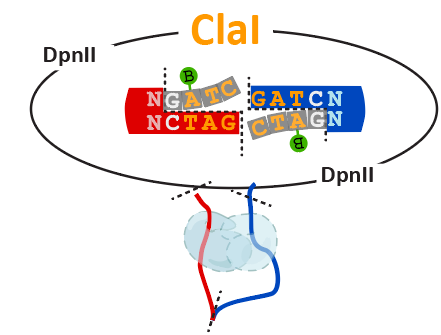 ClaI
DpnII
B
NGATC GATCN
NCTAG CTAGN
B
DpnII